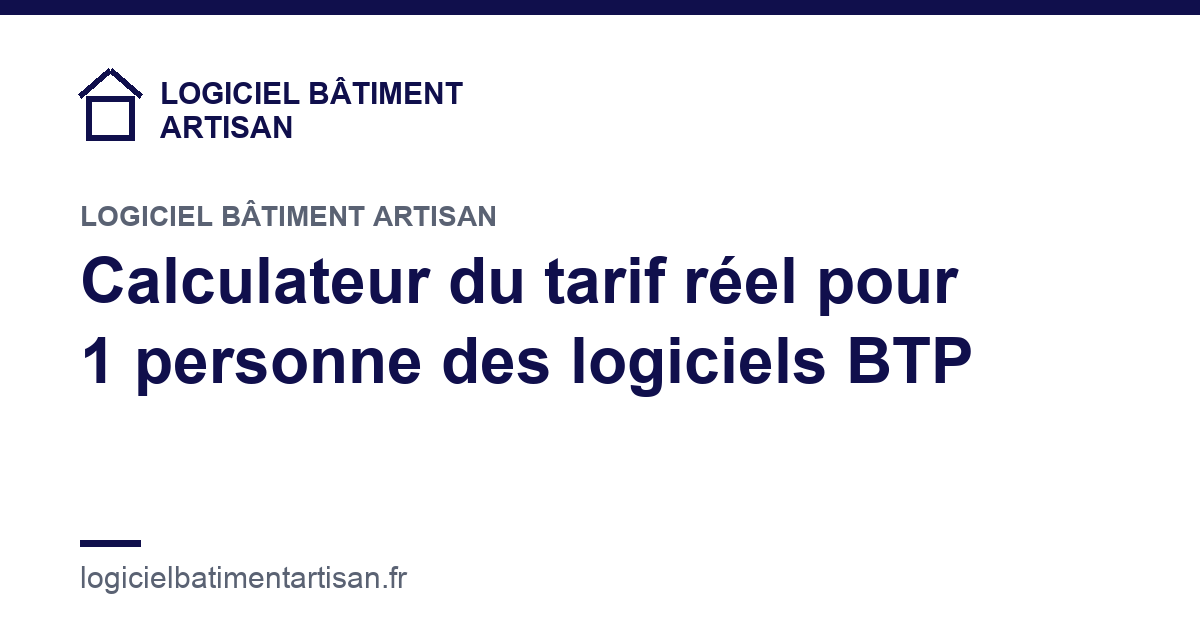 LOGICIEL BÂTIMENT
ARTISAN
LOGICIEL BÂTIMENT ARTISAN
Calculateur du tarif réel pour
1 personne des logiciels BTP
logicielbatimentartisan.fr